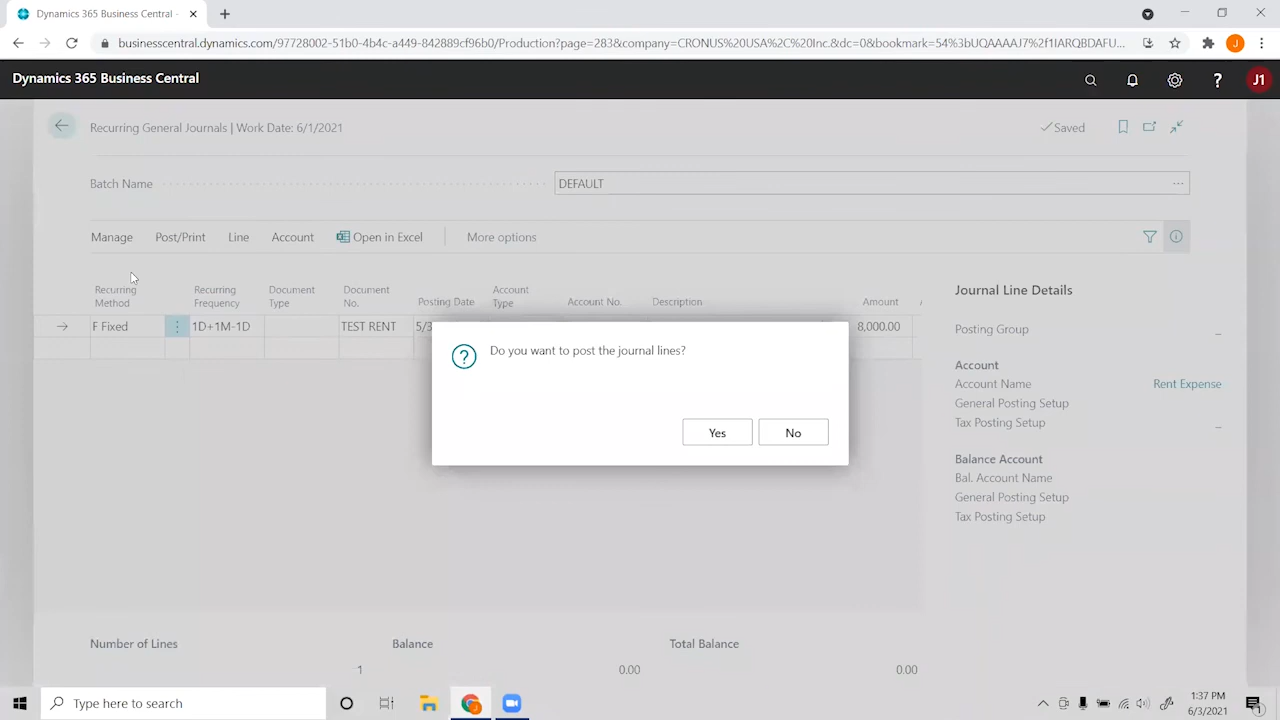 Dynamics 365 Business Central -
businesscentral.dynamics.com/97728002-51b0-4b4c-a449-842889cf96b0/Production?page=283&company=CRONUS%20USA%2C%20Inc.&dc=0&bookmark=54%3bUQAAAAJ7%2f1IARQBDAFU...
J
Dynamics 365 Business Central
J1
Recurring General Journals | Work Date: 6/1/2021
Saved
Batch Name
DEFAULT
Manage Post/Print Line Account Open in Excel More options
Recurring Method
Recurring Frequency
Document Type
Document No.
Posting Date
Account Type
Account No.
Description
Amount
F Fixed 1D+1M-1D TEST RENT 5/3 8,000.00
Do you want to post the journal lines?
Yes No
Journal Line Details
Posting Group _
Account
Account Name Rent Expense
General Posting Setup
Tax Posting Setup _
Balance Account
Bal. Account Name
General Posting Setup
Tax Posting Setup
Number of Lines Balance Total Balance
1 0.00 0.00
Type here to search
1:37 PM
6/3/2021